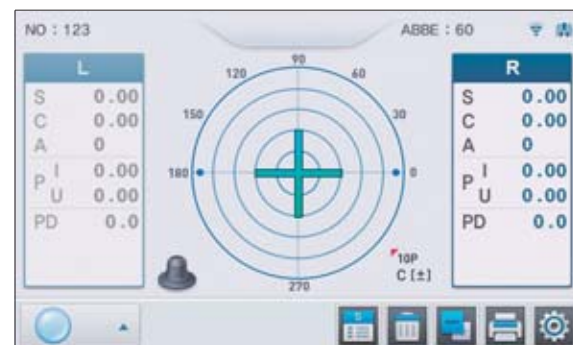 NO : 123
ABBE : 60
L
S 0.00
C 0.00
A 0
P I 0.00
U 0.00
PD 0.0
90
120
60
150
30
180
0
270
10P
C [±]
R
S 0.00
C 0.00
A 0
P I 0.00
U 0.00
PD 0.0